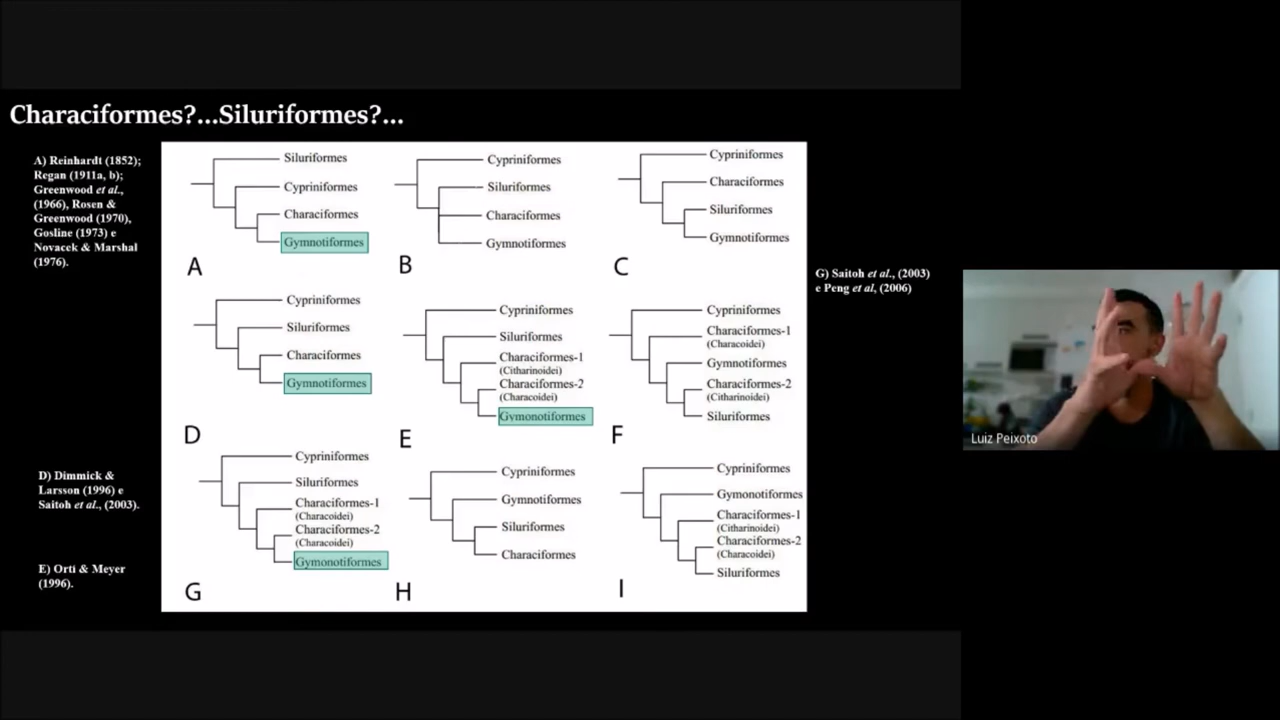 Characiformes?...Siluriformes?...
A) Reinhardt (1852);
Regan (1911a, b);
Greenwood et al.,
(1966), Rosen &
Greenwood (1970),
Gosline (1973) e
Novacek & Marshal
(1976).
Siluriformes
Cypriniformes
Characiformes
Gymnotiformes
A
Cypriniformes
Siluriformes
Characiformes
Gymnotiformes
B
Cypriniformes
Characiformes
Siluriformes
Gymnotiformes
C
G) Saitoh et al., (2003)
e Peng et al, (2006)
Cypriniformes
Siluriformes
Characiformes
Gymnotiformes
D
Cypriniformes
Siluriformes
Characiformes-1
(Citharinoidei)
Characiformes-2
(Characoidei)
Gymonotiformes
E
Cypriniformes
Characiformes-1
(Characoidei)
Gymnotiformes
Characiformes-2
(Citharinoidei)
Siluriformes
F
D) Dimmick &
Larsson (1996) e
Saitoh et al., (2003).
E) Orti & Meyer
(1996).
Cypriniformes
Siluriformes
Characiformes-1
(Characoidei)
Characiformes-2
(Characoidei)
Gymonotiformes
G
Cypriniformes
Gymnotiformes
Siluriformes
Characiformes
H
Cypriniformes
Gymonotiformes
Characiformes-1
(Citharinoidei)
Characiformes-2
(Characoidei)
Siluriformes
I
Luiz Peixoto